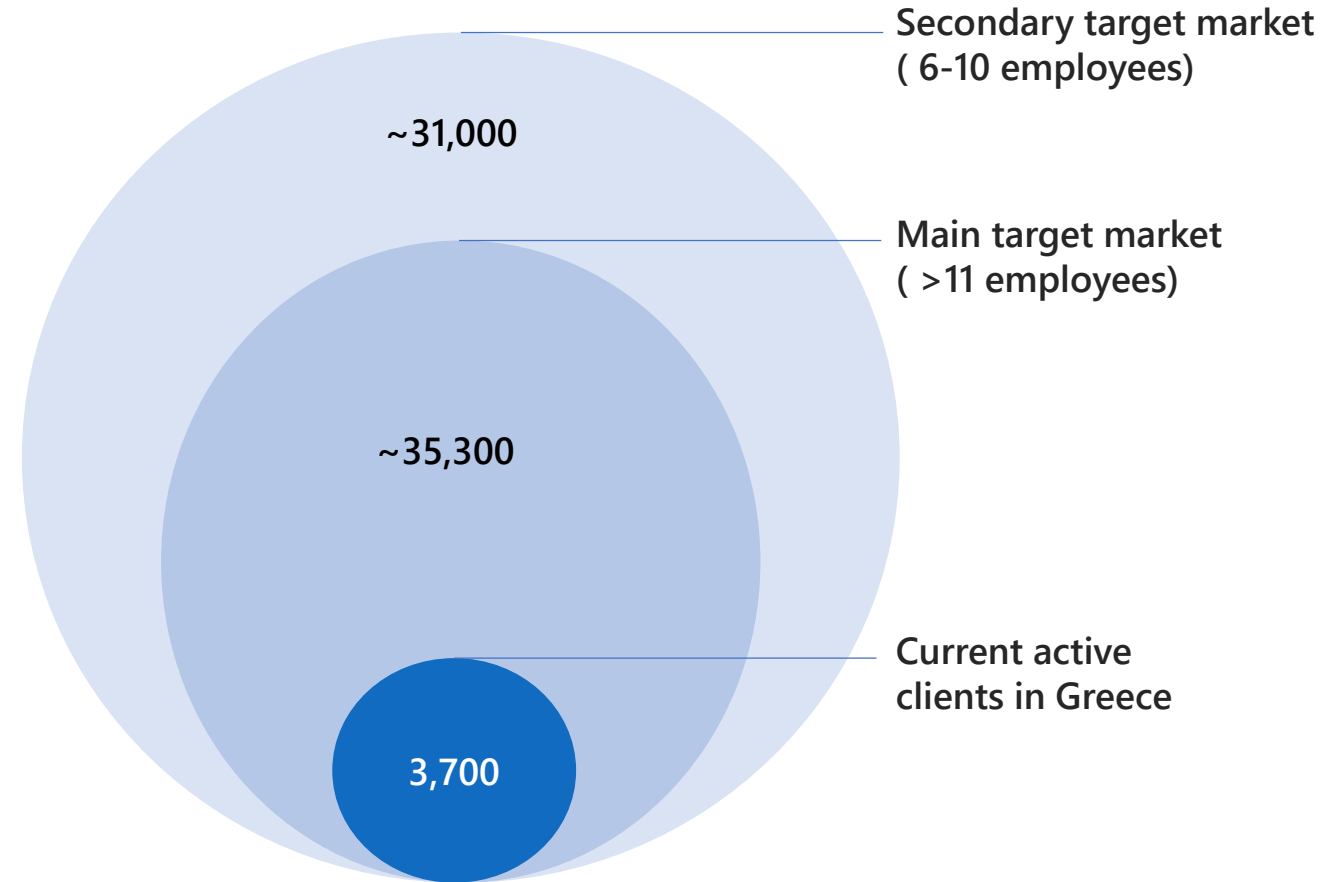 Secondary target market
( 6-10 employees)
~31,000
Main target market
( >11 employees)
~35,300
Current active
clients in Greece
3,700